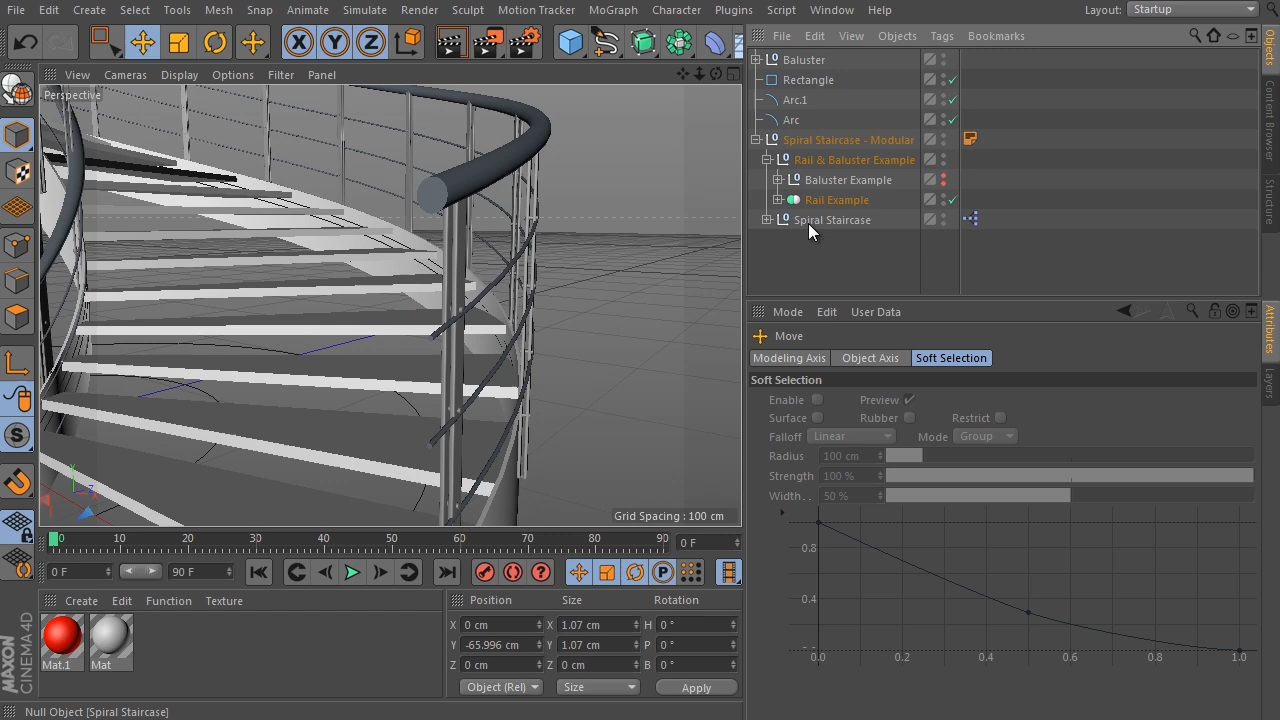 File Edit Create Select Tools Mesh Snap Animate Simulate Render Sculpt Motion Tracker MoGraph Character Plugins Script Window Help Layout: Startup
X Y Z
File Edit View Objects Tags Bookmarks
View Cameras Display Options Filter Panel
Perspective
Grid Spacing : 100 cm
Baluster
Rectangle
Arc.1
Arc
Spiral Staircase - Modular
Rail & Baluster Example
Baluster Example
Rail Example
Spiral Staircase
Objects
Content Browser
Structure
Attributes
Layers
Mode Edit User Data
Move
Modeling Axis Object Axis Soft Selection
Soft Selection
Enable Preview
Surface Rubber Restrict
Falloff Linear Mode Group
Radius 100 cm
Strength 100 %
Width. . 50 %
0.8
0.4
0.0 0.2 0.4 0.6 0.8 1.0
0 10 20 30 40 50 60 70 80 90 0 F
0 F 90 F
Create Edit Function Texture
Mat.1 Mat
Position Size Rotation
X 0 cm X 1.07 cm H 0 °
Y -65.996 cm Y 1.07 cm P 0 °
Z 0 cm Z 0 cm B 0 °
Object (Rel) Size Apply
MAXON
CINEMA 4D
Null Object [Spiral Staircase]